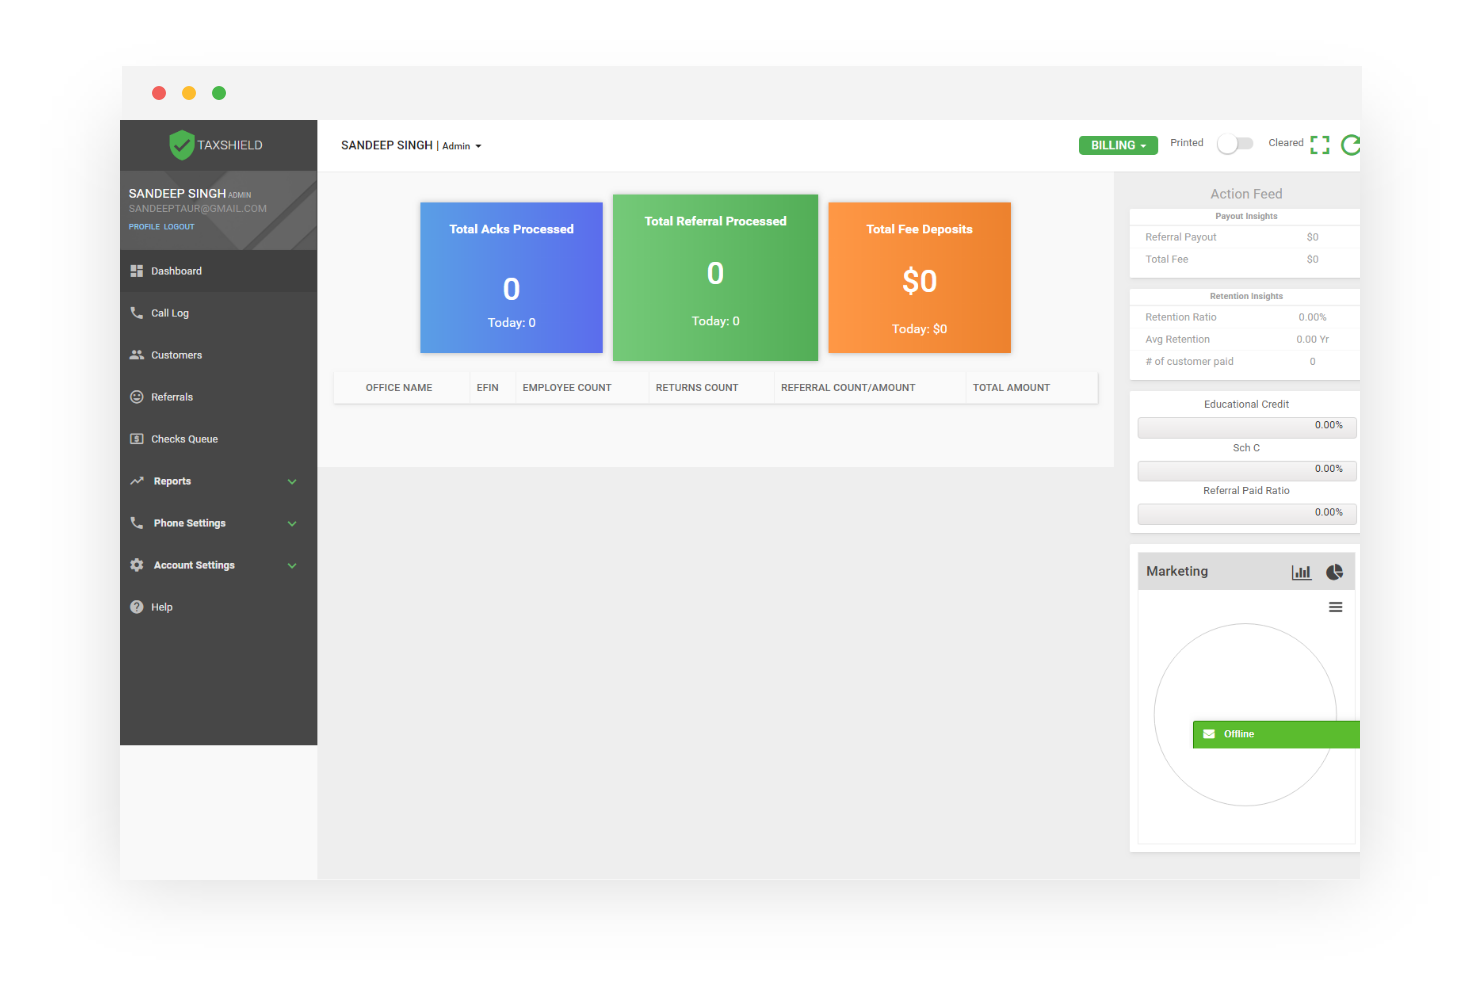 TAXSHIELD
SANDEEP SINGH ADMIN
SANDEEPTAUR@GMAIL.COM
PROFILE LOGOUT
Dashboard
Call Log
Customers
Referrals
Checks Queue
Reports
Phone Settings
Account Settings
Help
SANDEEP SINGH | Admin
BILLING
Printed
Cleared
Total Acks Processed
0
Today: 0
Total Referral Processed
0
Today: 0
Total Fee Deposits
$0
Today: $0
OFFICE NAME EFIN EMPLOYEE COUNT RETURNS COUNT REFERRAL COUNT/AMOUNT TOTAL AMOUNT
Action Feed
Payout Insights
Referral Payout $0
Total Fee $0
Retention Insights
Retention Ratio 0.00%
Avg Retention 0.00 Yr
# of customer paid 0
Educational Credit
0.00%
Sch C
0.00%
Referral Paid Ratio
0.00%
Marketing
Offline